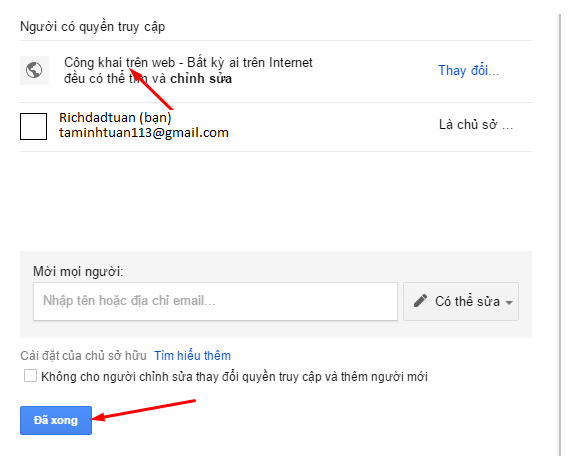 Người có quyền truy cập
Công khai trên web - Bất kỳ ai trên Internet
đều có thể tìm và chỉnh sửa
Thay đổi...
Richdadtuan (bạn)
taminhtuan113@gmail.com
Là chủ sở ...
Mời mọi người:
Nhập tên hoặc địa chỉ email...
Có thể sửa
Cài đặt của chủ sở hữu Tìm hiểu thêm
Không cho người chỉnh sửa thay đổi quyền truy cập và thêm người mới
Đã xong